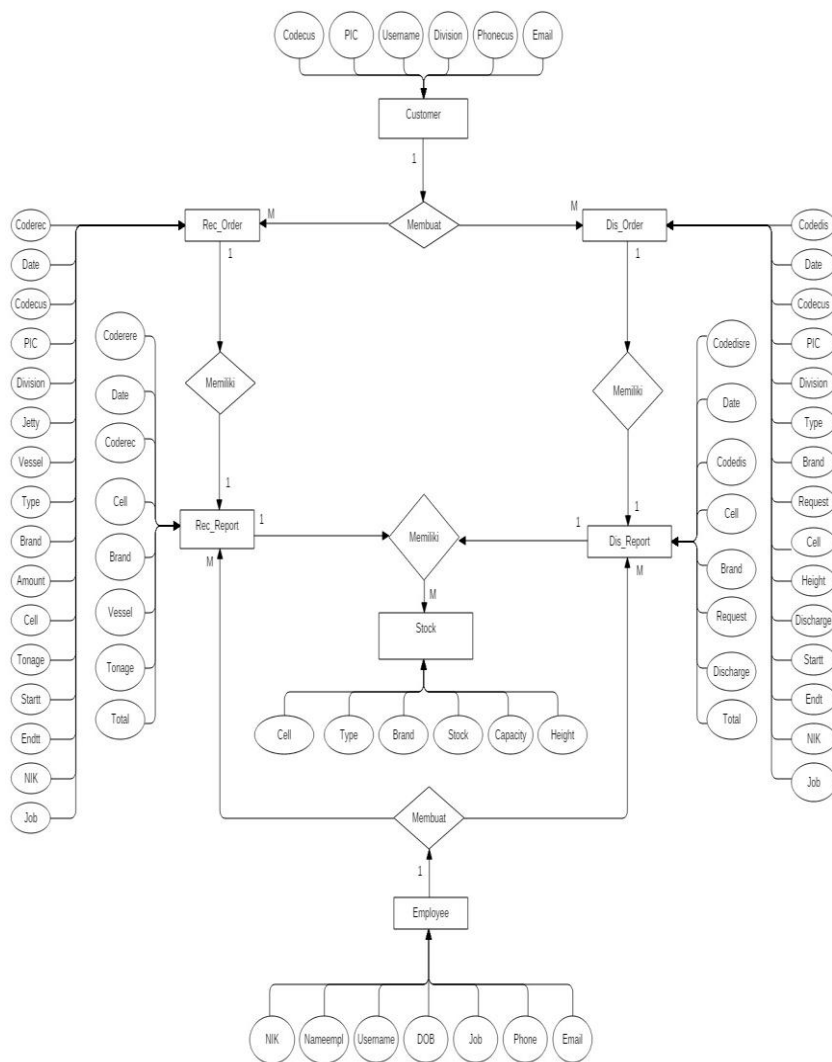 Codecus
PIC
Username
Division
Phonecus
Email
Customer
1
Membuat
M
M
Rec_Order
Dis_Order
1
1
Coderec
Date
Codecus
PIC
Division
Jetty
Vessel
Type
Brand
Amount
Cell
Tonage
Startt
Endtt
NIK
Job
Coderere
Date
Coderec
Cell
Brand
Vessel
Tonage
Total
Memiliki
1
Rec_Report
1
M
Memiliki
M
Memiliki
1
Dis_Report
1
M
Codedisre
Date
Codedis
Cell
Brand
Request
Discharge
Total
Codedis
Date
Codecus
PIC
Division
Type
Brand
Request
Cell
Height
Discharge
Startt
Endt
NIK
Job
Stock
Cell
Type
Brand
Stock
Capacity
Height
Membuat
1
Employee
NIK
Nameempl
Username
DOB
Job
Phone
Email